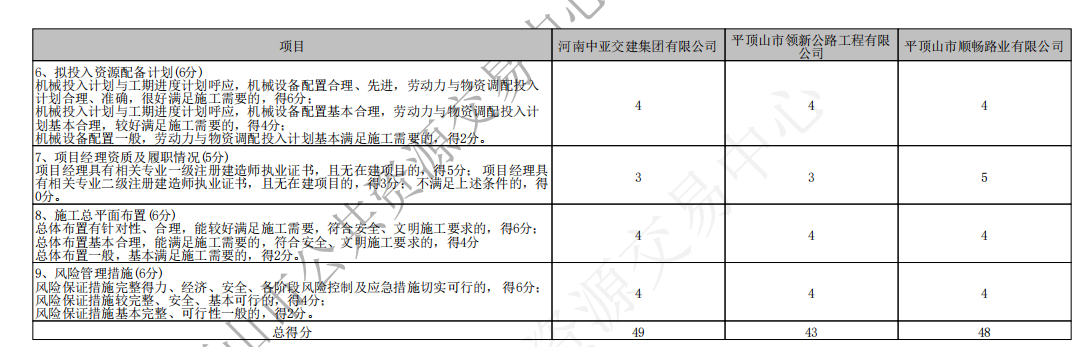 项目 河南中亚交建集团有限公司 平顶山市领新公路工程有限公司 平顶山市顺畅路业有限公司
6、拟投入资源配备计划(6分)
机械投入计划与工期进度计划呼应，机械设备配置合理、先进，劳动力与物资调配投入
计划合理、准确，很好满足施工需要的，得6分；
机械投入计划与工期进度计划呼应，机械设备配置基本合理，劳动力与物资调配投入计
划基本合理，较好满足施工需要的，得4分；
机械设备配置一般，劳动力与物资调配投入计划基本满足施工需要的，得2分。
4 4 4
7、项目经理资质及履职情况(5分)
项目经理具有相关专业一级注册建造师执业证书，且无在建项目的，得5分； 项目经理具
有相关专业二级注册建造师执业证书，且无在建项目的，得3分； 不满足上述条件的，得
0分。
3 3 5
8、施工总平面布置(6分)
总体布置有针对性、合理，能较好满足施工需要，符合安全、文明施工要求的，得6分；
总体布置基本合理，能满足施工需要的，符合安全、文明施工要求的，得4分
总体布置一般，基本满足施工需要的，得2分。
4 4 4
9、风险管理措施(6分)
风险保证措施完整得力、经济、安全、各阶段风险控制及应急措施切实可行的， 得6分；
风险保证措施较完整、安全、基本可行的，得4分；
风险保证措施基本完整、可行性一般的，得2分。
4 4 4
总得分 49 43 48
山市公共资源交易中心
资源交易中心